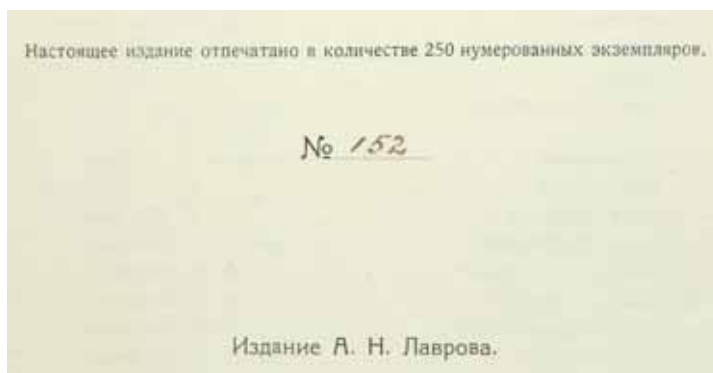 Настоящее издание отпечатано в количестве 250 нумерованных экземпляров.
№ 152
Издание А. Н. Лаврова.